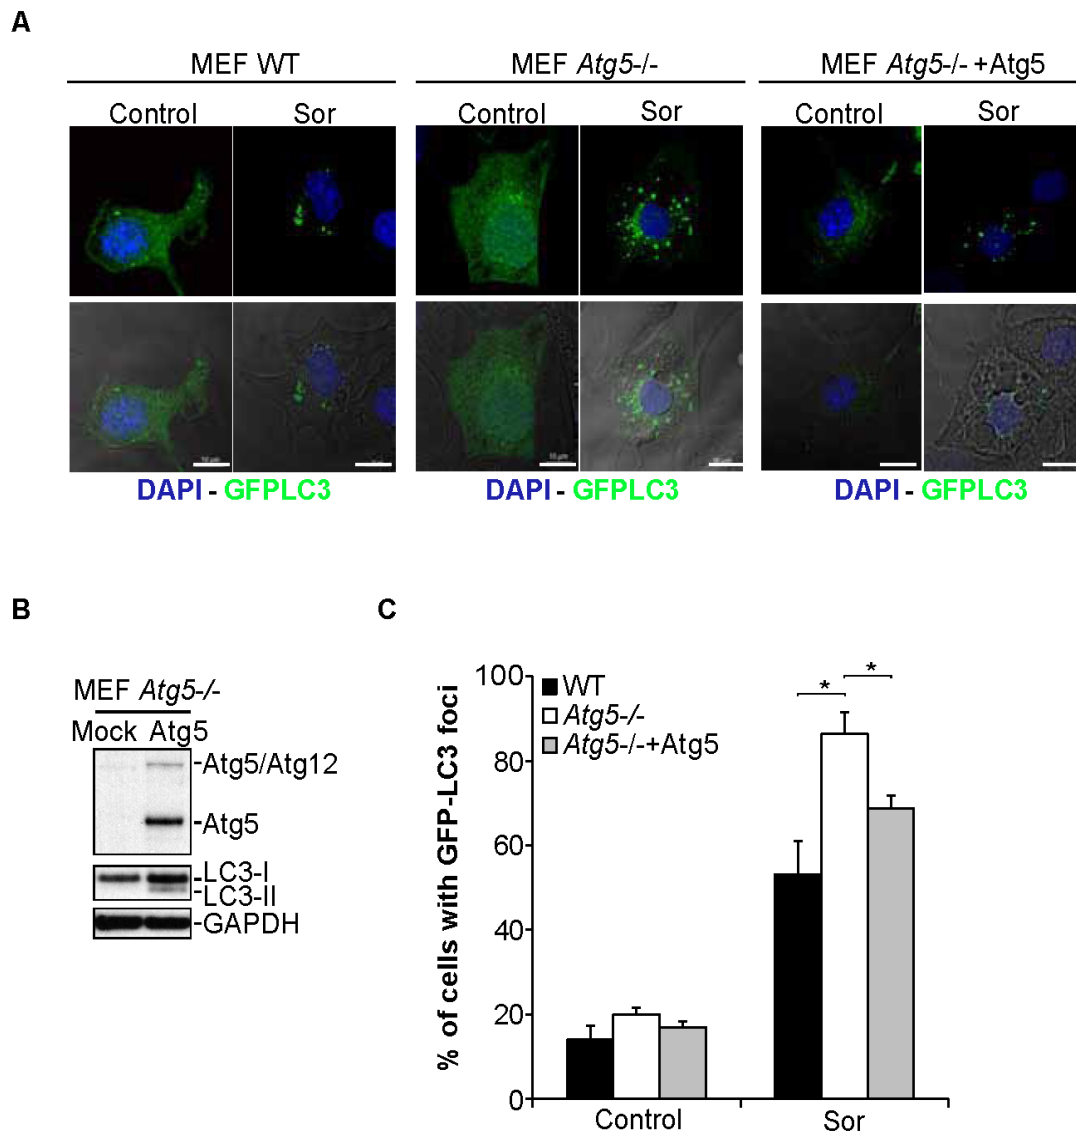 A
MEF WT
MEF Atg5-/-
MEF Atg5-/- +Atg5
Control
Sor
Control
Sor
Control
Sor
DAPI - GFPLC3
DAPI - GFPLC3
DAPI - GFPLC3
B
MEF Atg5-/-
Mock Atg5
-Atg5/Atg12
-Atg5
-LC3-I
-LC3-II
-GAPDH
C
% of cells with GFP-LC3 foci
100
80
60
40
20
0
WT
Atg5-/-
Atg5-/-+Atg5
*
*
Control
Sor